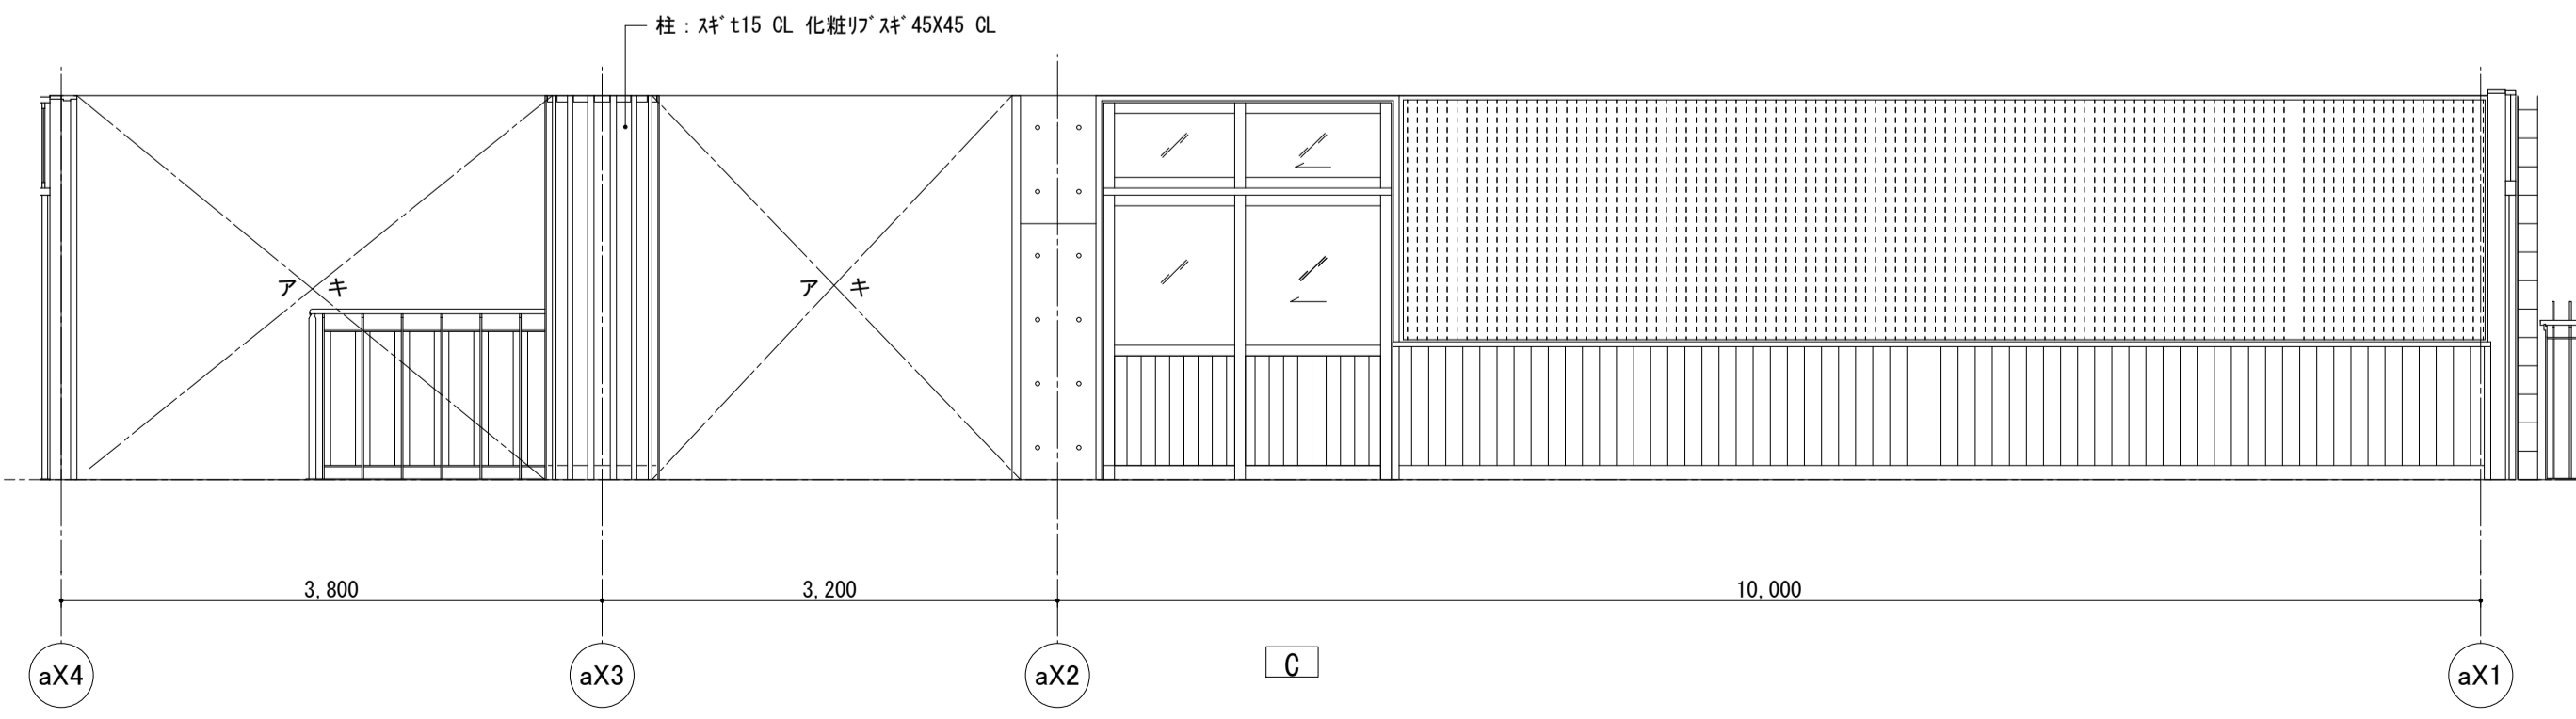 柱：ｽｷﾞt15 CL 化粧ﾘﾌﾞｽｷﾞ45X45 CL
アキ
アキ
3,800
3,200
10,000
aX4
aX3
aX2
C
aX1